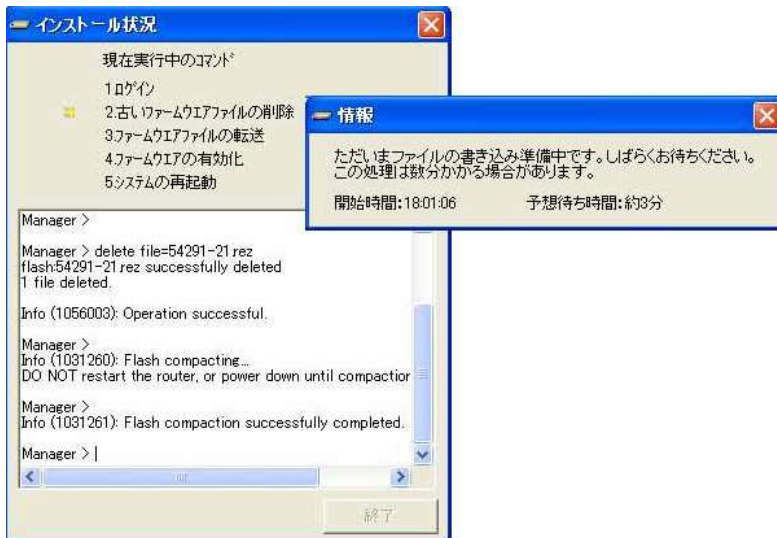 インストール状況
現在実行中のコマンド
1.ログイン
2.古いファームウエアファイルの削除
3.ファームウエアファイルの転送
4.ファームウエアの有効化
5.システムの再起動
情報
ただいまファイルの書き込み準備中です。しばらくお待ちください。
この処理は数分かかる場合があります。
開始時間:18:01:06 予想待ち時間:約3分
Manager >
Manager > delete file=54291-21.rez
flash:54291-21.rez successfully deleted
1 file deleted.
Info (1056003): Operation successful.
Manager >
Info (1031260): Flash compacting...
DO NOT restart the router, or power down until compaction
Manager >
Info (1031261): Flash compaction successfully completed.
Manager >
終了